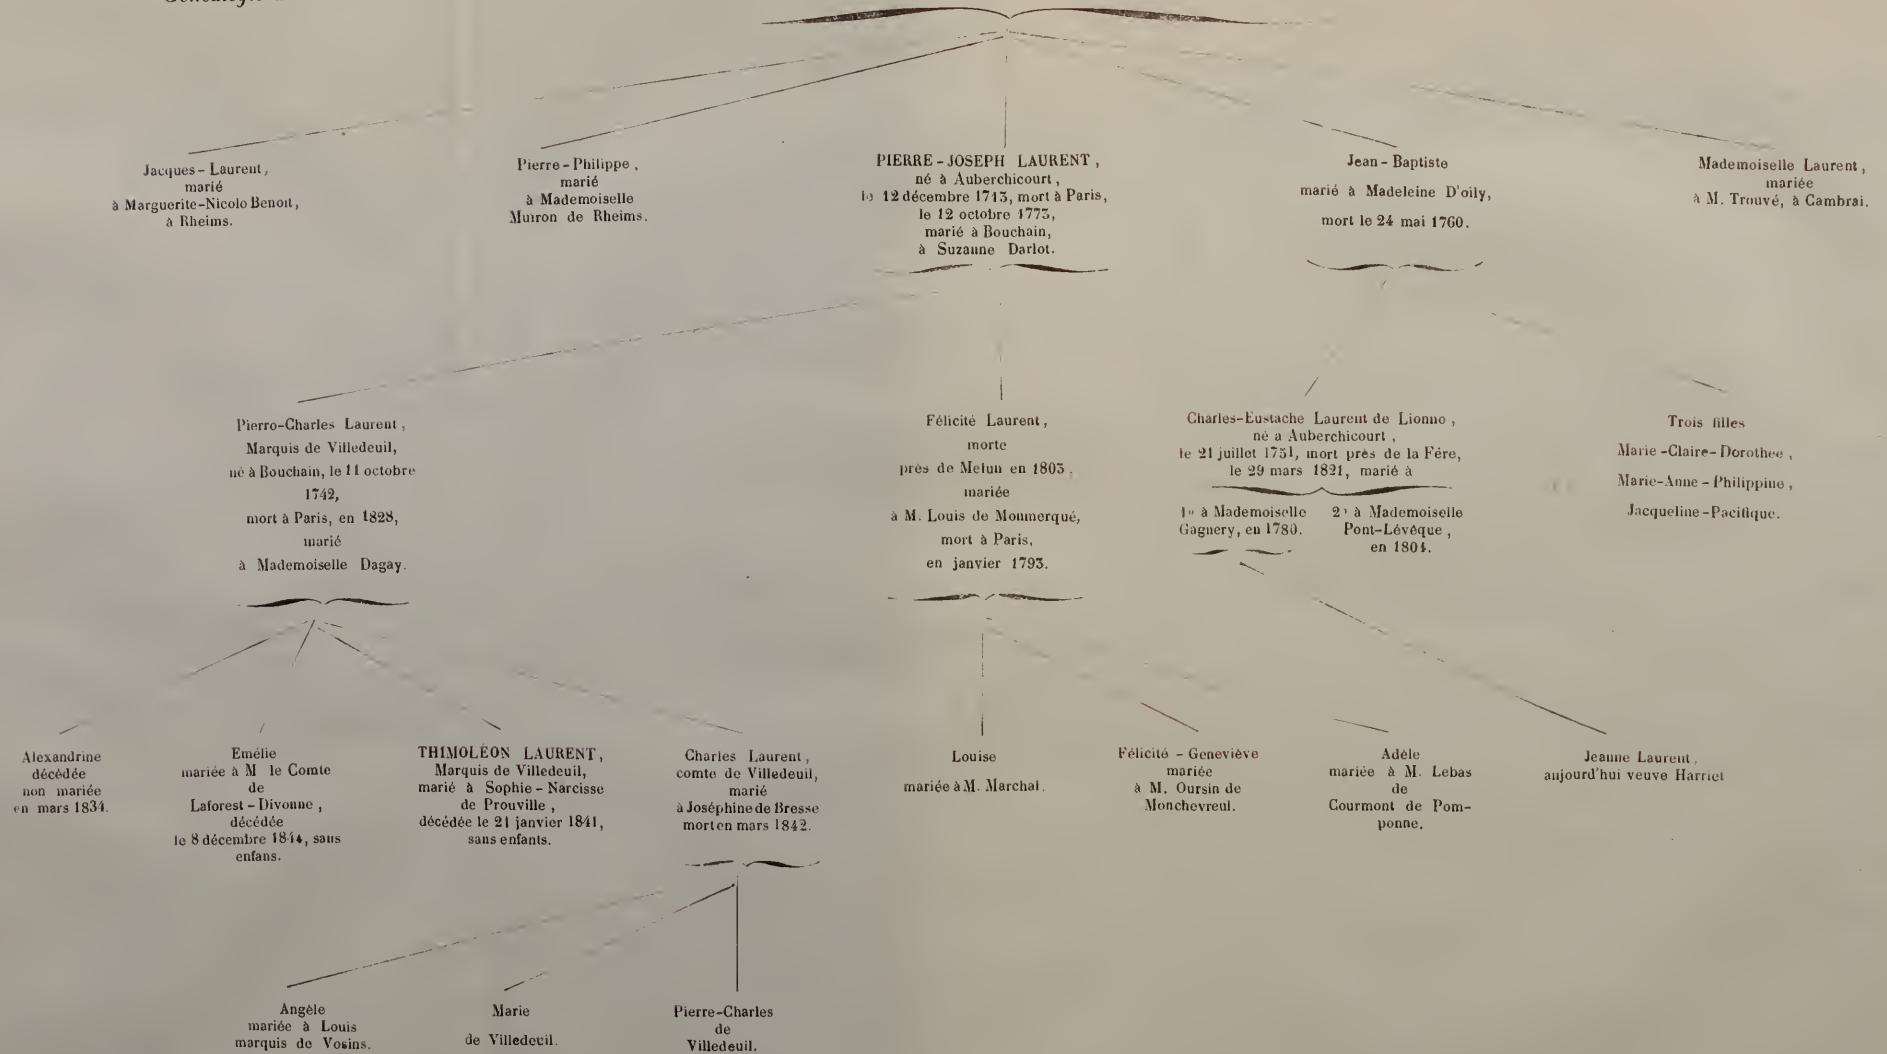 Jacques-Laurent,
marié
à Marguerite-Nicolo Benoit,
à Rheims.
Pierre-Philippe,
marié
à Mademoiselle
Muiron de Rheims.
PIERRE-JOSEPH LAURENT,
né à Auberchicourt,
le 12 décembre 1713, mort à Paris,
le 12 octobre 1773,
marié à Bouchain,
à Suzanne Darlot.
Jean-Baptiste
marié à Madeleine D'oily,
mort le 24 mai 1760.
Mademoiselle Laurent,
mariée
à M. Trouvé, à Cambrai.
Pierro-Charles Laurent,
Marquis de Villedeuil,
né à Bouchain, le 11 octobre
1742,
mort à Paris, en 1828,
marié
à Mademoiselle Dagay.
Félicité Laurent,
morte
près de Melun en 1803,
mariée
à M. Louis de Monmerqué,
mort à Paris,
en janvier 1793.
Charles-Eustache Laurent de Lionno,
né a Auberchicourt,
le 21 juillet 1751, mort près de la Fére,
le 29 mars 1821, marié à
1º à Mademoiselle
Gagnery, en 1780.
2º à Mademoiselle
Pont-Lévêque,
en 1804.
Trois filles
Marie-Claire-Dorothee,
Marie-Anne-Philippine,
Jacqueline-Pacifique.
Alexandrine
décédée
non mariée
en mars 1834.
Emélie
mariée à M le Comte
de
Laforest-Divonne,
décédée
le 8 décembre 1844, sans
enfans.
THIMOLÉON LAURENT,
Marquis de Villedeuil,
marié à Sophie-Narcisse
de Prouville,
décédée le 21 janvier 1841,
sans enfants.
Charles Laurent,
comte de Villedeuil,
marié
à Joséphine de Bresse
mort en mars 1842.
Louise
mariée à M. Marchal.
Félicité-Geneviève
mariée
à M. Oursin de
Monchevreul.
Adèle
mariée à M. Lebas
de
Courmont de Pom-
ponne.
Jeanne Laurent,
aujourd'hui veuve Harriet
Angèle
mariée à Louis
marquis de Vosins.
Marie
de Villedeuil.
Pierre-Charles
de
Villedeuil.